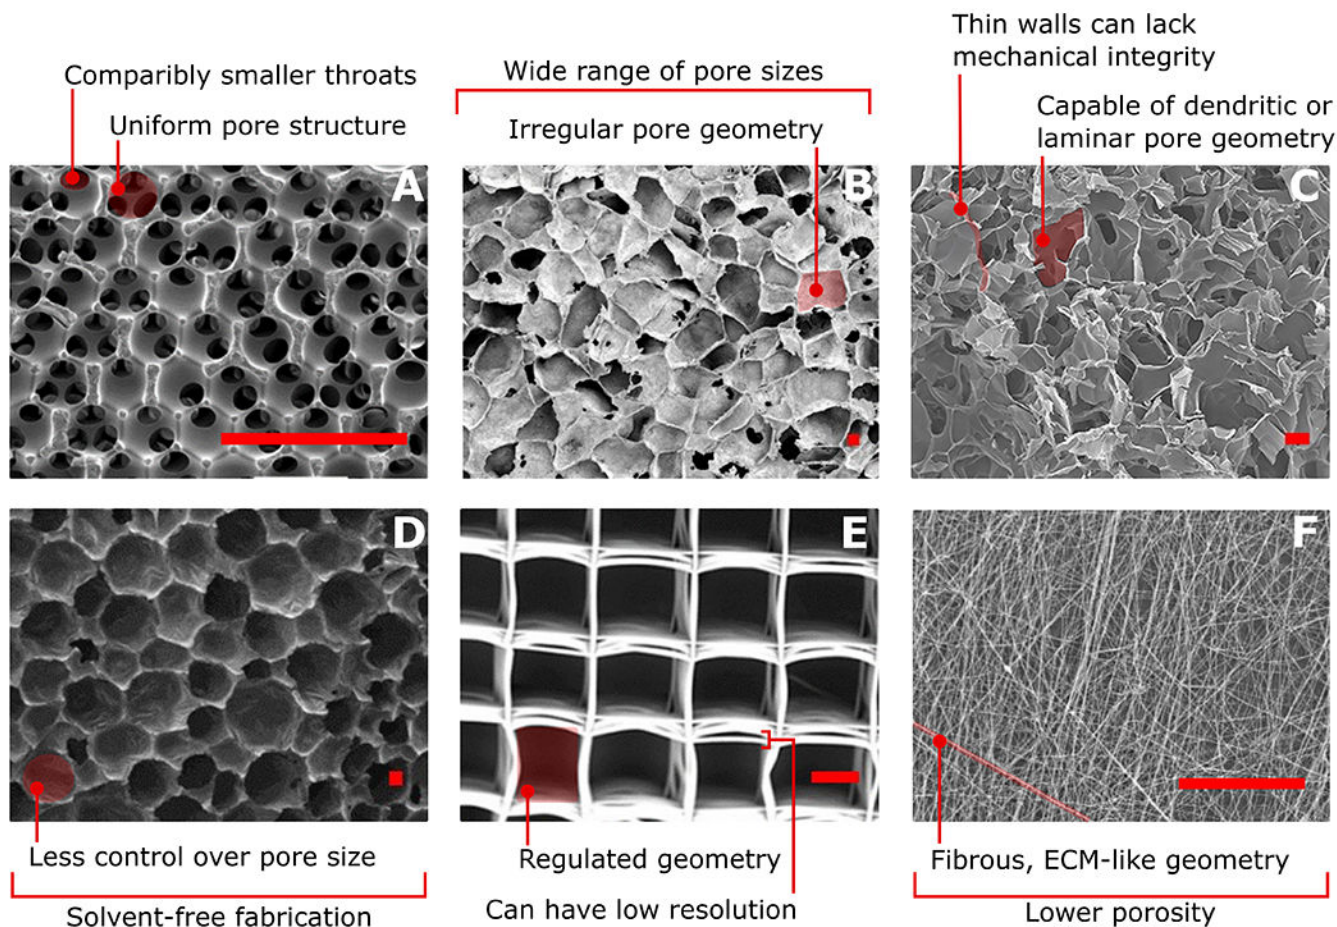 Thin walls can lack
mechanical integrity
Comparibly smaller throats
Wide range of pore sizes
Uniform pore structure
Irregular pore geometry
Capable of dendritic or
laminar pore geometry
A
B
C
D
E
F
Less control over pore size
Regulated geometry
Fibrous, ECM-like geometry
Solvent-free fabrication
Can have low resolution
Lower porosity